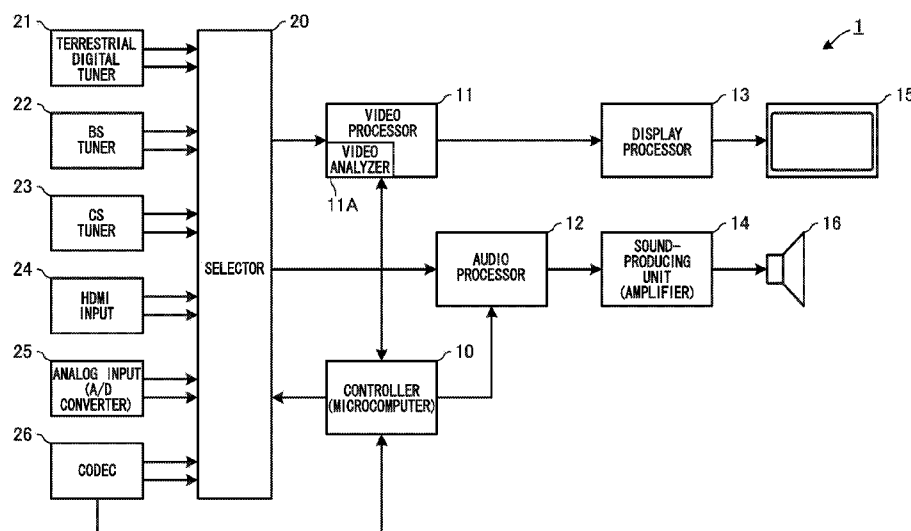 1
21
TERRESTRIAL
DIGITAL
TUNER
22
BS
TUNER
23
CS
TUNER
24
HDMI
INPUT
25
ANALOG INPUT
(A/D
CONVERTER)
26
CODEC
20
SELECTOR
11
VIDEO
PROCESSOR
VIDEO
ANALYZER
11A
13
DISPLAY
PROCESSOR
15
12
AUDIO
PROCESSOR
14
SOUND-
PRODUCING
UNIT
(AMPLIFIER)
16
10
CONTROLLER
(MICROCOMPUTER)